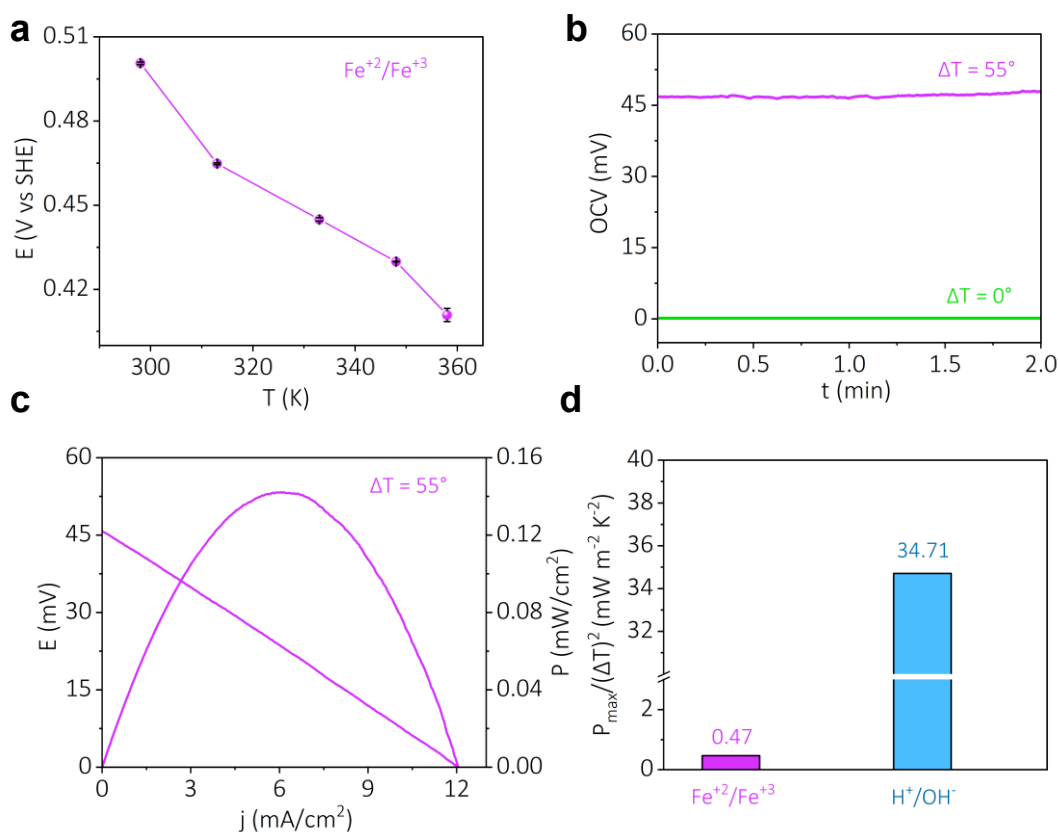 a
0.51
0.48
0.45
0.42
E (V vs SHE)
Fe⁺²/Fe⁺³
300
320
340
360
T (K)
b
60
45
30
15
0
OCV (mV)
ΔT = 55°
ΔT = 0°
0.0
0.5
1.0
1.5
2.0
t (min)
c
60
45
30
15
0
E (mV)
ΔT = 55°
0.16
0.12
0.08
0.04
0.00
P (mW/cm²)
0
3
6
9
12
j (mA/cm²)
d
40
38
36
34
32
2
0
Pₘₐₓ/(ΔT)² (mW m⁻² K⁻²)
34.71
0.47
Fe⁺²/Fe⁺³
H⁺/OH⁻